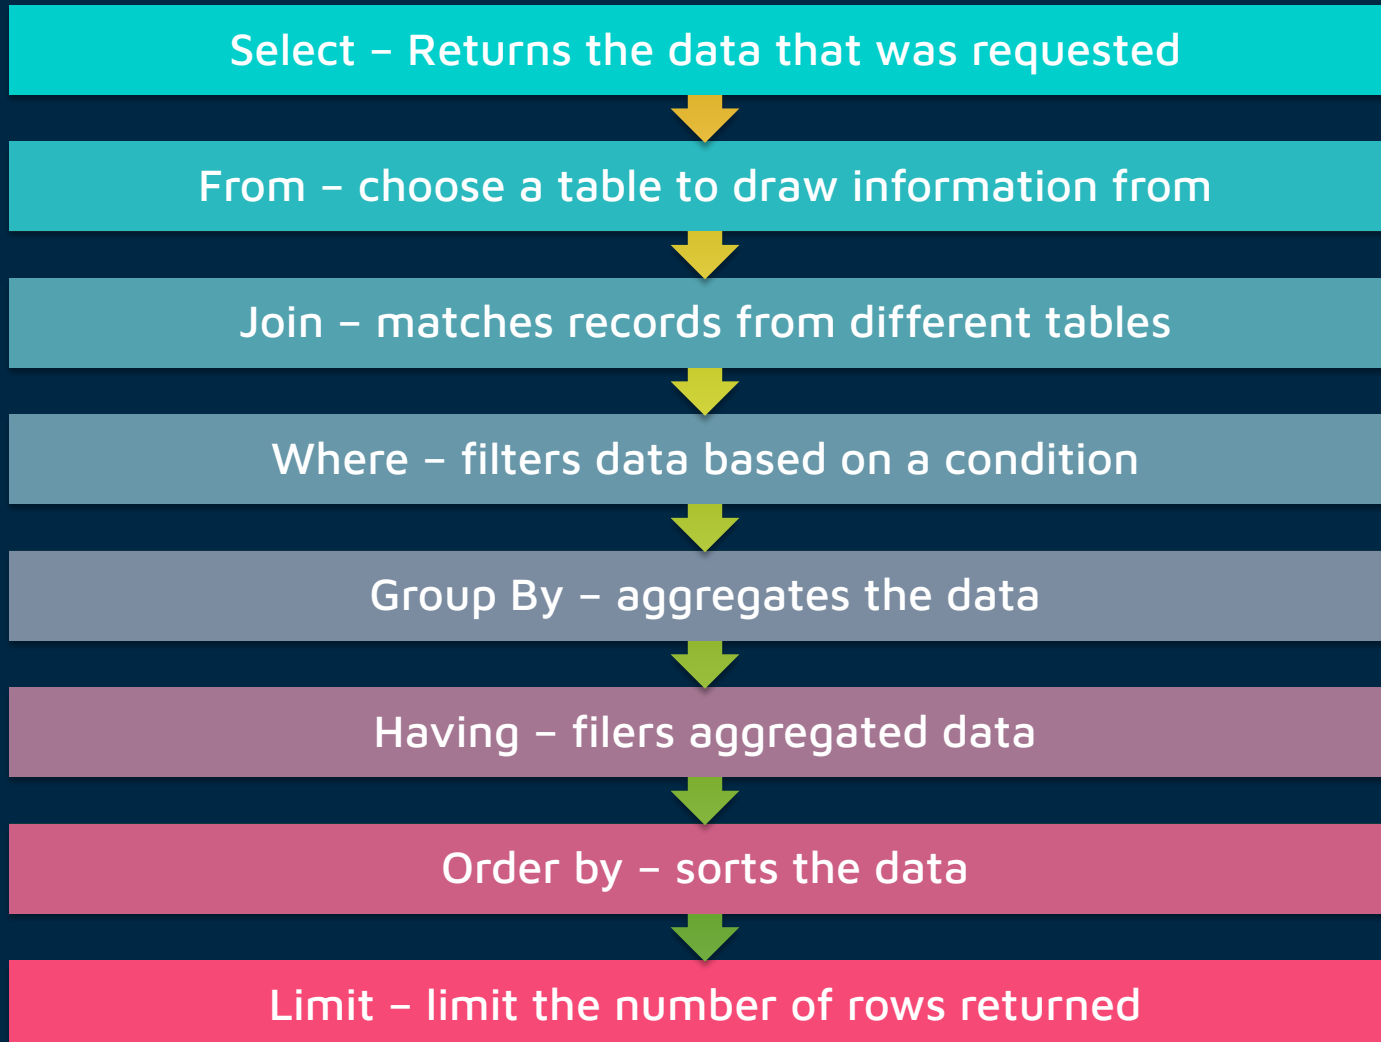 Select – Returns the data that was requested
From – choose a table to draw information from
Join – matches records from different tables
Where – filters data based on a condition
Group By – aggregates the data
Having – filers aggregated data
Order by – sorts the data
Limit – limit the number of rows returned